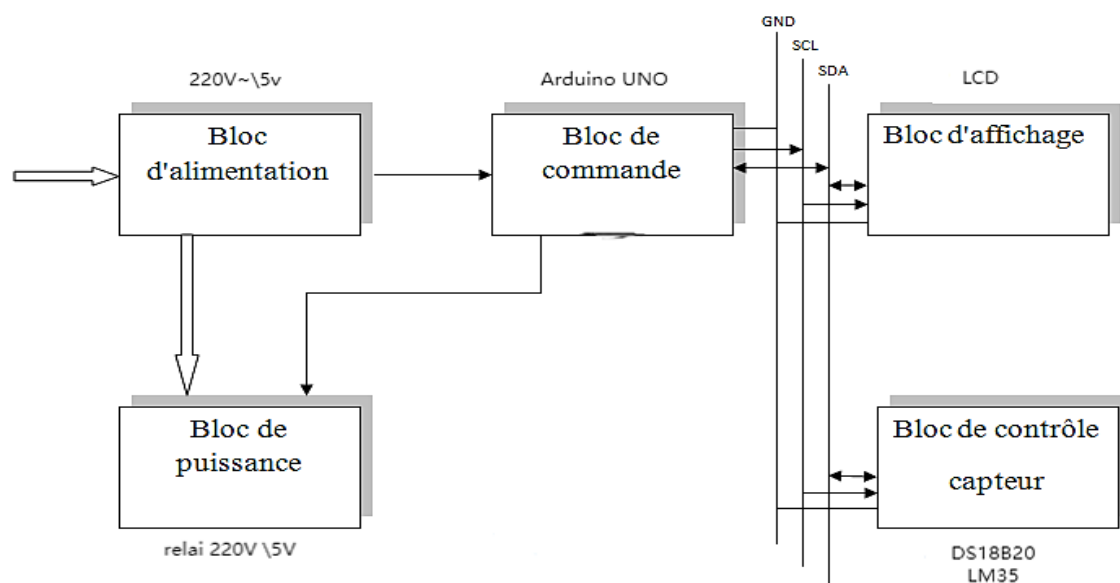 GND
SCL
SDA
220V~\5v
Arduino UNO
LCD
Bloc
d'alimentation
Bloc de
commande
Bloc d'affichage
Bloc de
puissance
Bloc de contrôle
capteur
relai 220V \5V
DS18B20
LM35